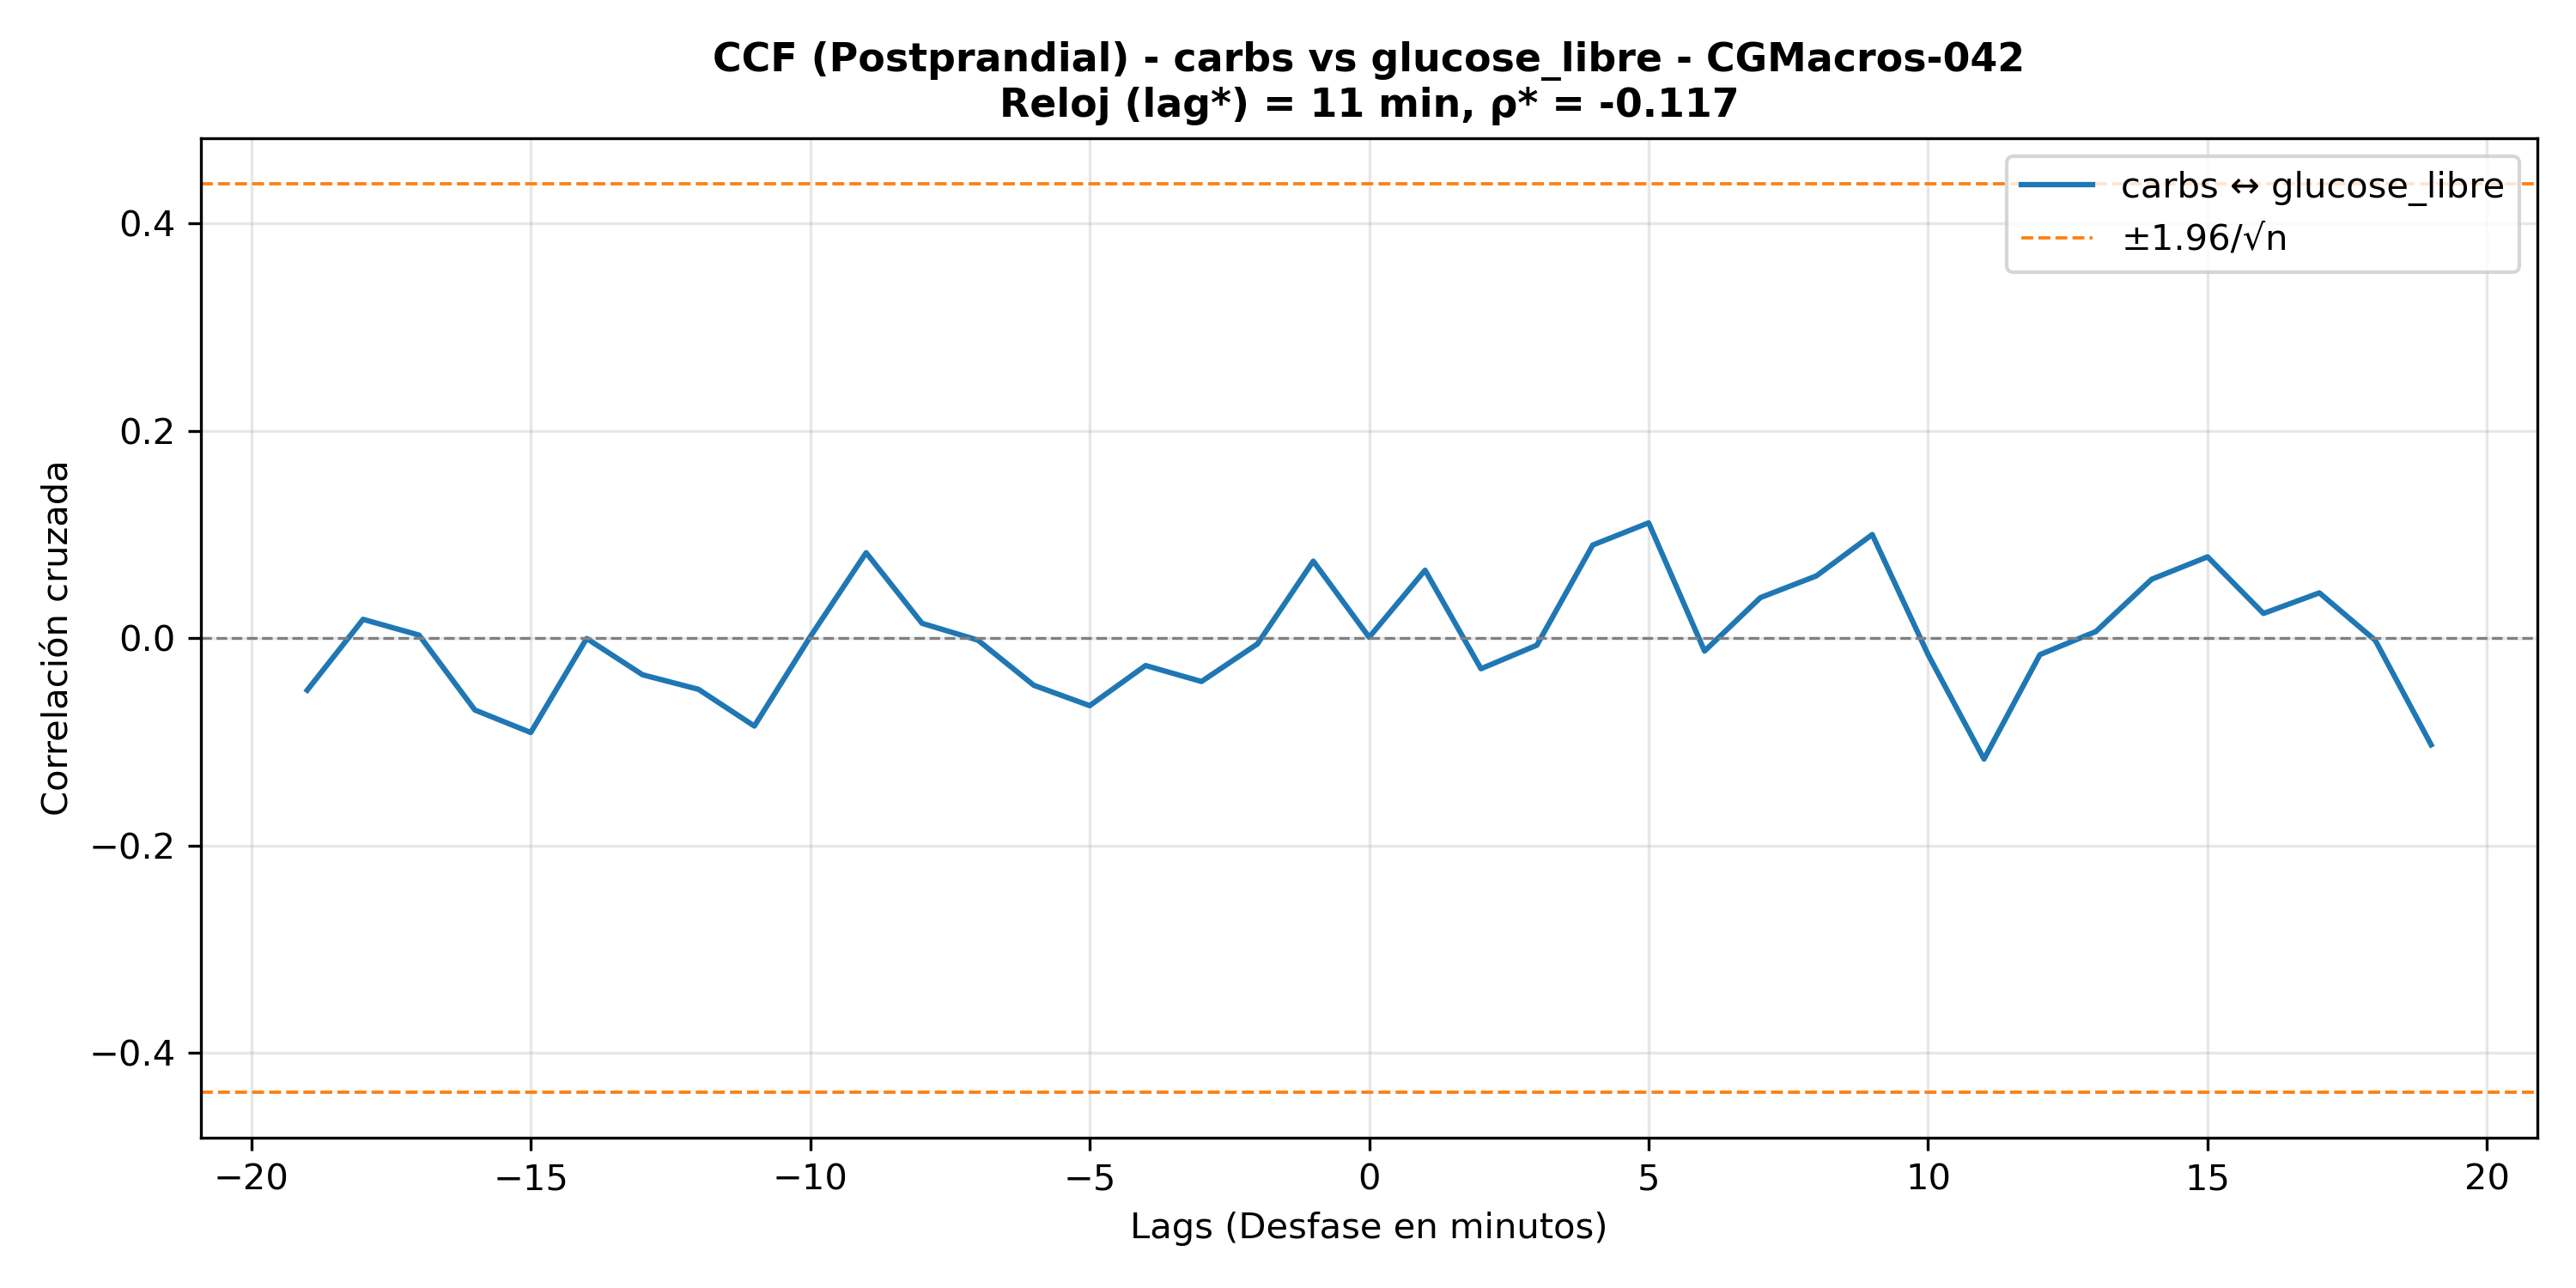 CCF (Postprandial) - carbs vs glucose_libre - CGMacros-042
Reloj (lag*) = 11 min, ρ* = -0.117
carbs ↔ glucose_libre
±1.96/√n
Correlación cruzada
0.4
0.2
0.0
−0.2
−0.4
−20
−15
−10
−5
0
5
10
15
20
Lags (Desfase en minutos)